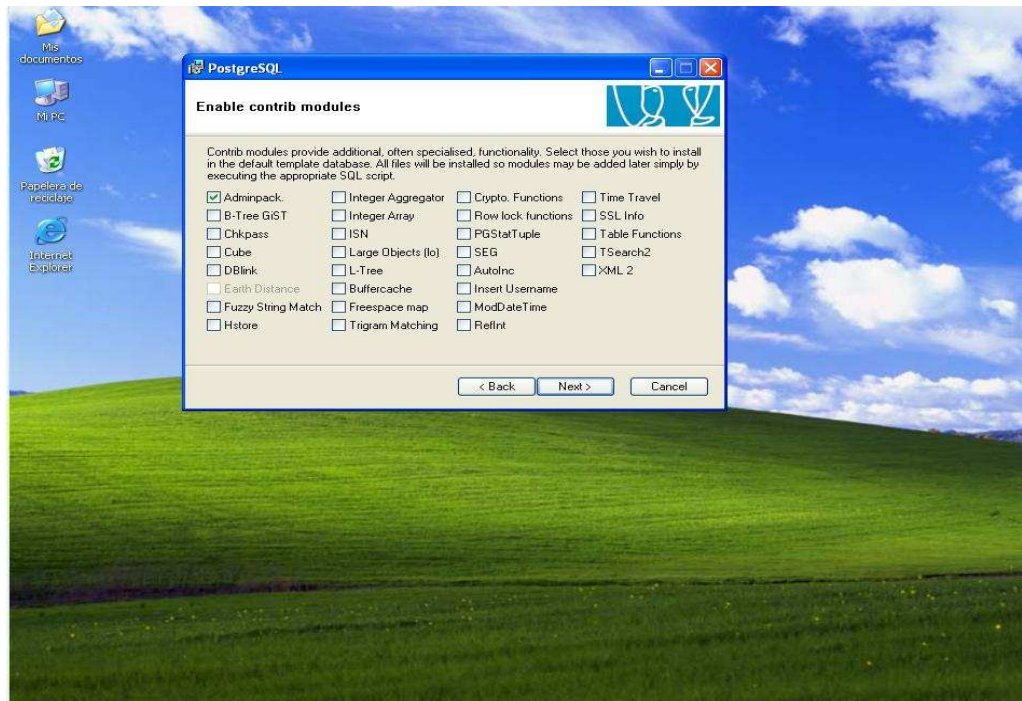 Mis
documentos
Mi PC
Papelera de
reciclaje
Internet
Explorer
PostgreSQL
Enable contrib modules
Contrib modules provide additional, often specialised, functionality. Select those you wish to install
in the default template database. All files will be installed so modules may be added later simply by
executing the appropriate SQL script.
Adminpack. Integer Aggregator Crypto. Functions Time Travel
B-Tree GiST Integer Array Row lock functions SSL Info
Chkpass ISN PGStatTuple Table Functions
Cube Large Objects (lo) SEG TSearch2
DBlink L-Tree AutoInc XML 2
Earth Distance Buffercache Insert Username
Fuzzy String Match Freespace map ModDateTime
Hstore Trigram Matching RefInt
< Back Next > Cancel